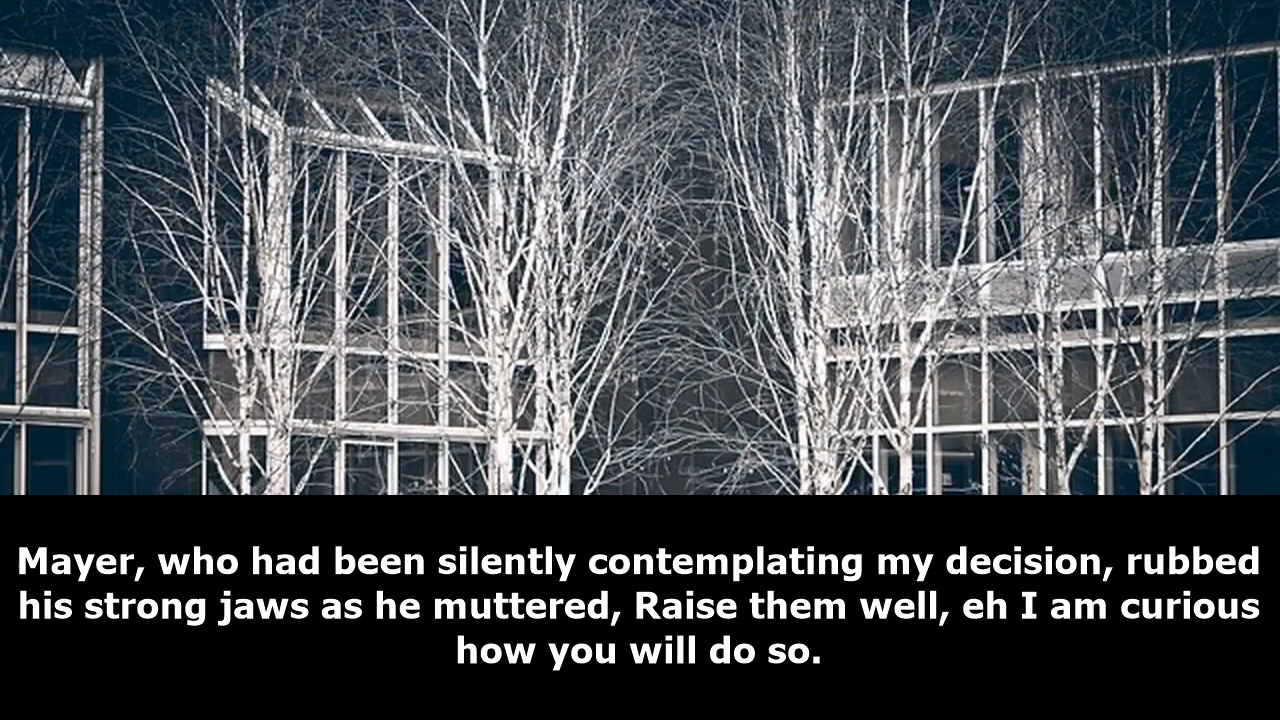 Mayer, who had been silently contemplating my decision, rubbed
his strong jaws as he muttered, Raise them well, eh I am curious
how you will do so.